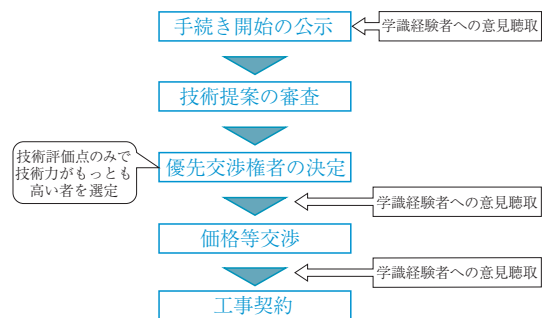 手続き開始の公示
学識経験者への意見聴取
技術提案の審査
技術評価点のみで
技術力がもっとも
高い者を選定
優先交渉権者の決定
学識経験者への意見聴取
価格等交渉
学識経験者への意見聴取
工事契約